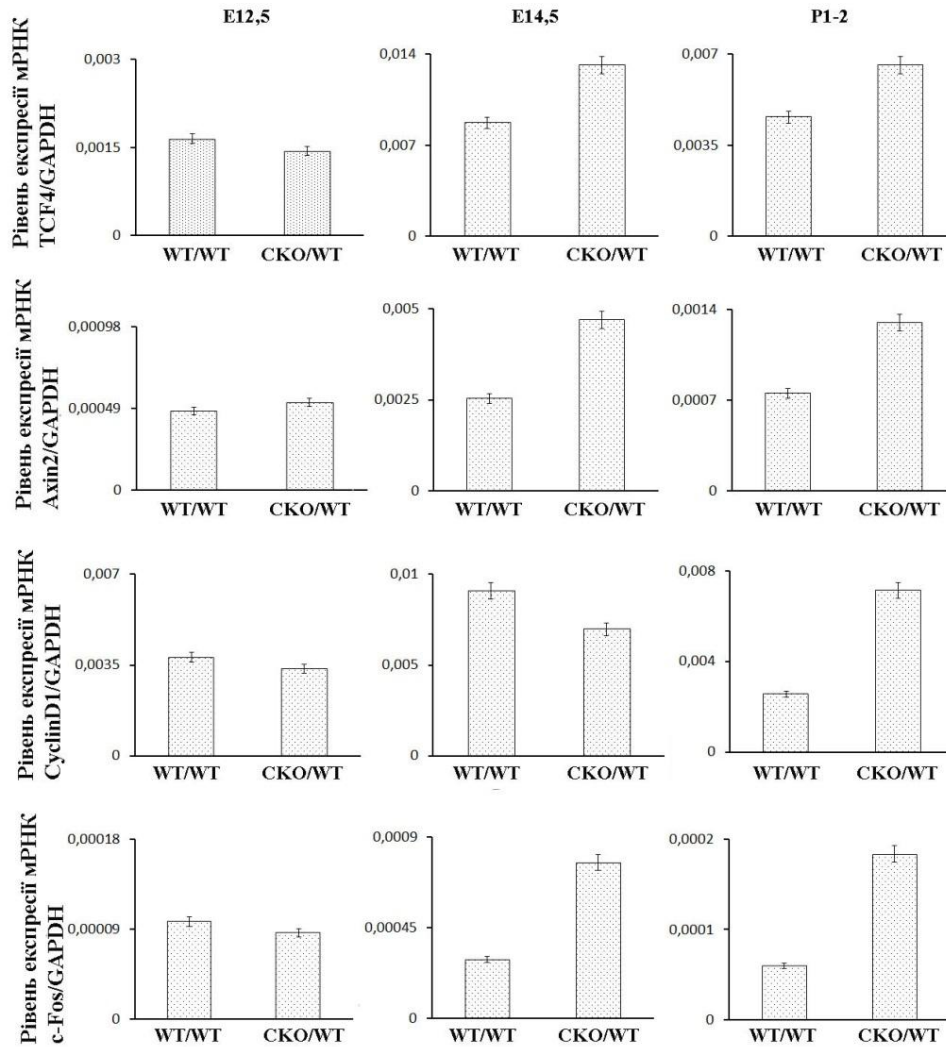 E12,5
E14,5
P1-2
Рівень експресії мРНК
TCF4/GAPDH
0,003
0,0015
0
WT/WT CKO/WT
0,014
0,007
0
WT/WT CKO/WT
0,007
0,0035
0
WT/WT CKO/WT
Рівень експресії мРНК
Axin2/GAPDH
0,00098
0,00049
0
WT/WT CKO/WT
0,005
0,0025
0
WT/WT CKO/WT
0,0014
0,0007
0
WT/WT CKO/WT
Рівень експресії мРНК
CyclinD1/GAPDH
0,007
0,0035
0
WT/WT CKO/WT
0,01
0,005
0
WT/WT CKO/WT
0,008
0,004
0
WT/WT CKO/WT
Рівень експресії мРНК
c-Fos/GAPDH
0,00018
0,00009
0
WT/WT CKO/WT
0,0009
0,00045
0
WT/WT CKO/WT
0,0002
0,0001
0
WT/WT CKO/WT